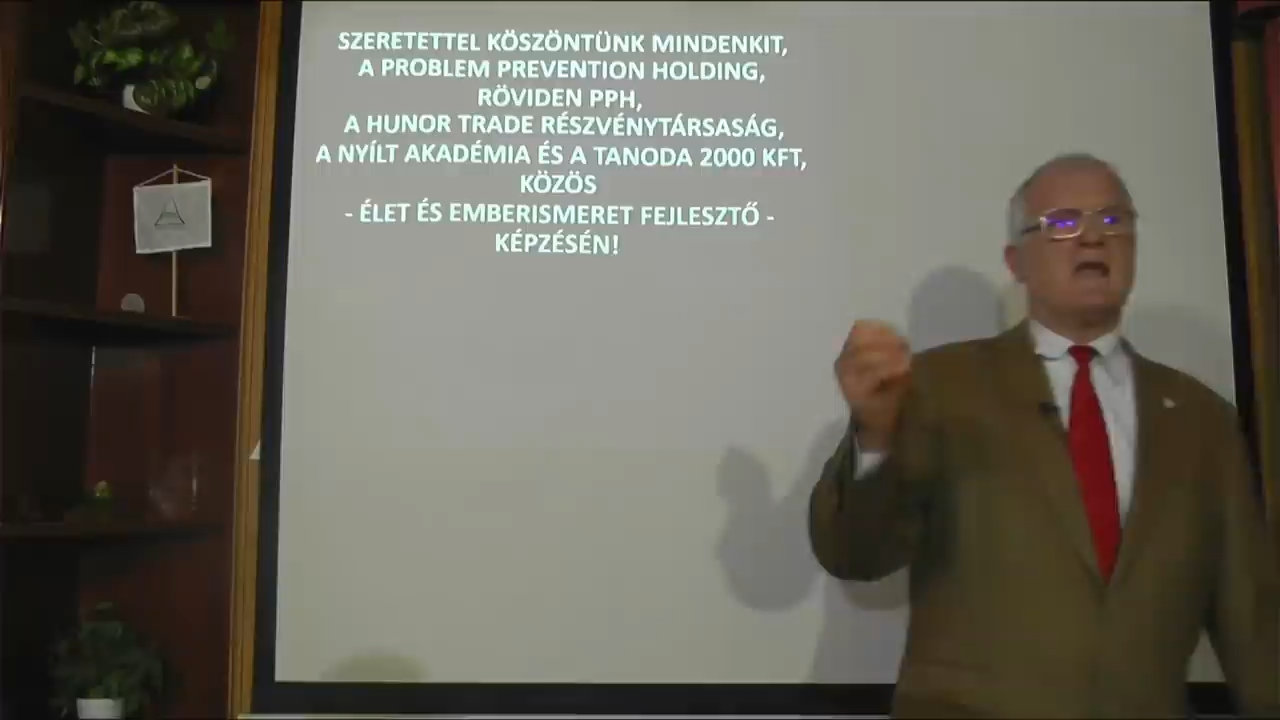 SZERETETTEL KÖSZÖNTÜNK MINDENKIT,
A PROBLEM PREVENTION HOLDING,
RÖVIDEN PPH,
A HUNOR TRADE RÉSZVÉNYTÁRSASÁG,
A NYÍLT AKADÉMIA ÉS A TANODA 2000 KFT,
KÖZÖS
- ÉLET ÉS EMBERISMERET FEJLESZTŐ -
KÉPZÉSÉN!